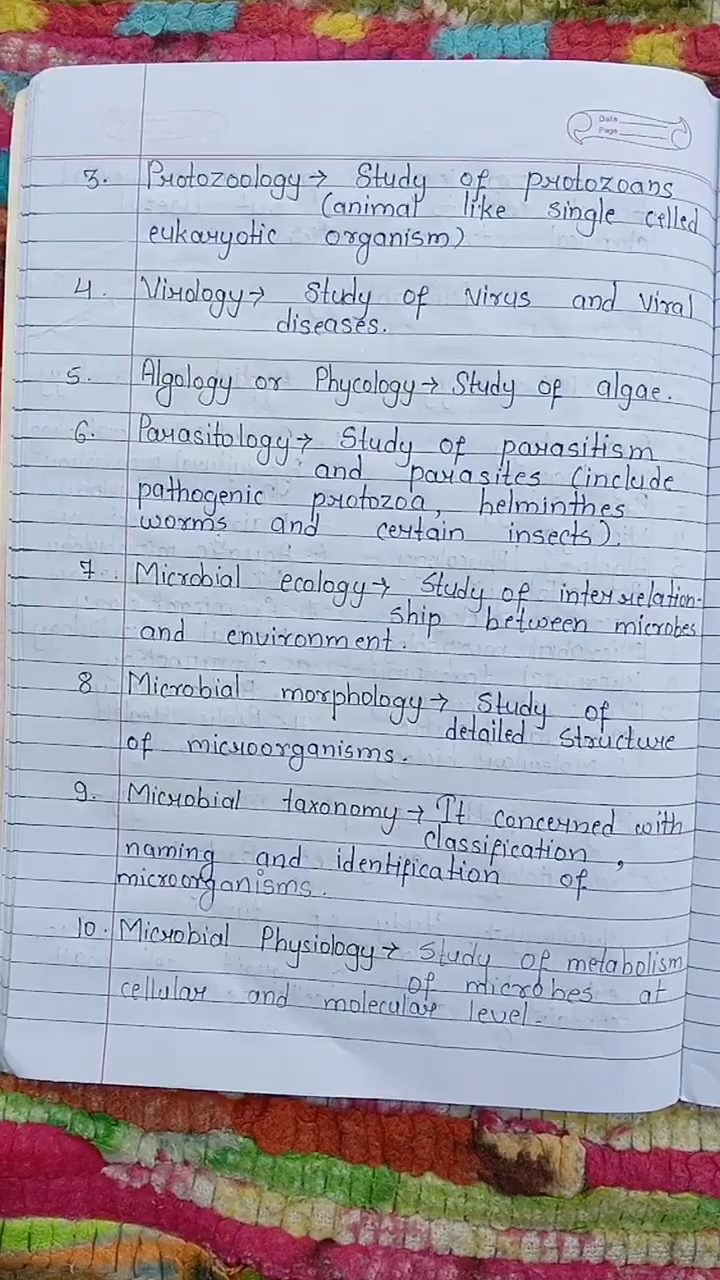 Date
Page
3. Protozoology → Study of protozoans
(animal like single celled
eukaryotic organism)
4. Virology → Study of virus and viral
diseases.
5. Algology or Phycology → Study of algae.
6. Parasitology → Study of parasitism
and parasites (include
pathogenic protozoa, helminthes
worms and certain insects).
7. Microbial ecology → Study of interrelation-
ship between microbes
and environment.
8 Microbial morphology → Study of
detailed structure
of microorganisms.
9. Microbial taxonomy → It concerned with
classification,
naming and identification of
microorganisms.
10. Microbial Physiology → Study of metabolism
of microbes at
cellular and molecular level.